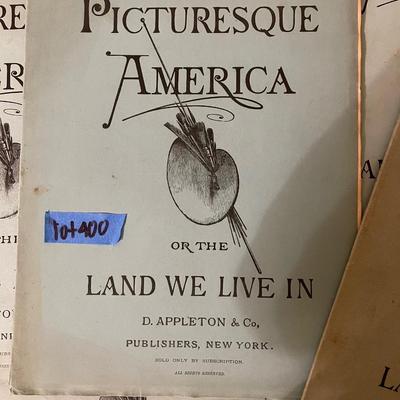 PICTURESQUE
AMERICA
lot 400
OR THE
LAND WE LIVE IN
D. APPLETON & Co,
PUBLISHERS, NEW YORK.
SOLD ONLY BY SUBSCRIPTION.
ALL RIGHTS RESERVED.
LA